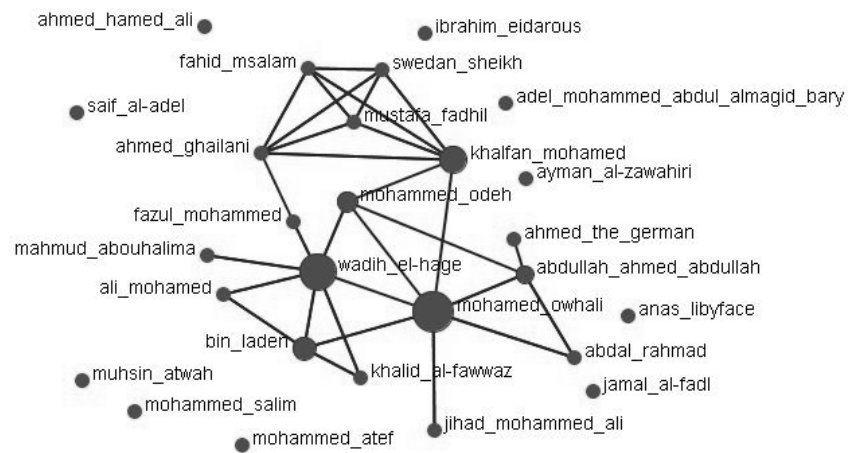 ahmed_hamed_ali
ibrahim_eidarous
fahid_msalam
swedan_sheikh
adel_mohammed_abdul_almagid_bary
saif_al-adel
mustafa_fadhil
ahmed_ghailani
khalfan_mohamed
ayman_al-zawahiri
mohammed_odeh
fazul_mohammed
ahmed_the_german
mahmud_abouhalima
wadih_el-hage
abdullah_ahmed_abdullah
ali_mohamed
mohamed_owhali
anas_libyface
bin_laden
abdal_rahmad
khalid_al-fawwaz
muhsin_atwah
jamal_al-fadl
mohammed_salim
jihad_mohammed_ali
mohammed_atef